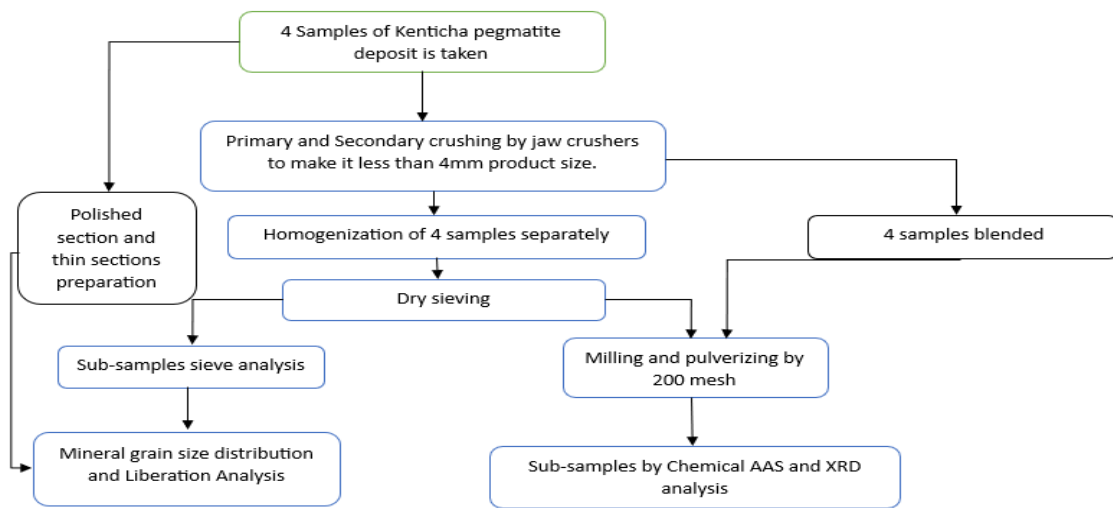 4 Samples of Kenticha pegmatite
deposit is taken
Primary and Secondary crushing by jaw crushers
to make it less than 4mm product size.
Polished
section and
thin sections
preparation
Homogenization of 4 samples separately
4 samples blended
Dry sieving
Sub-samples sieve analysis
Milling and pulverizing by
200 mesh
Mineral grain size distribution
and Liberation Analysis
Sub-samples by Chemical AAS and XRD
analysis